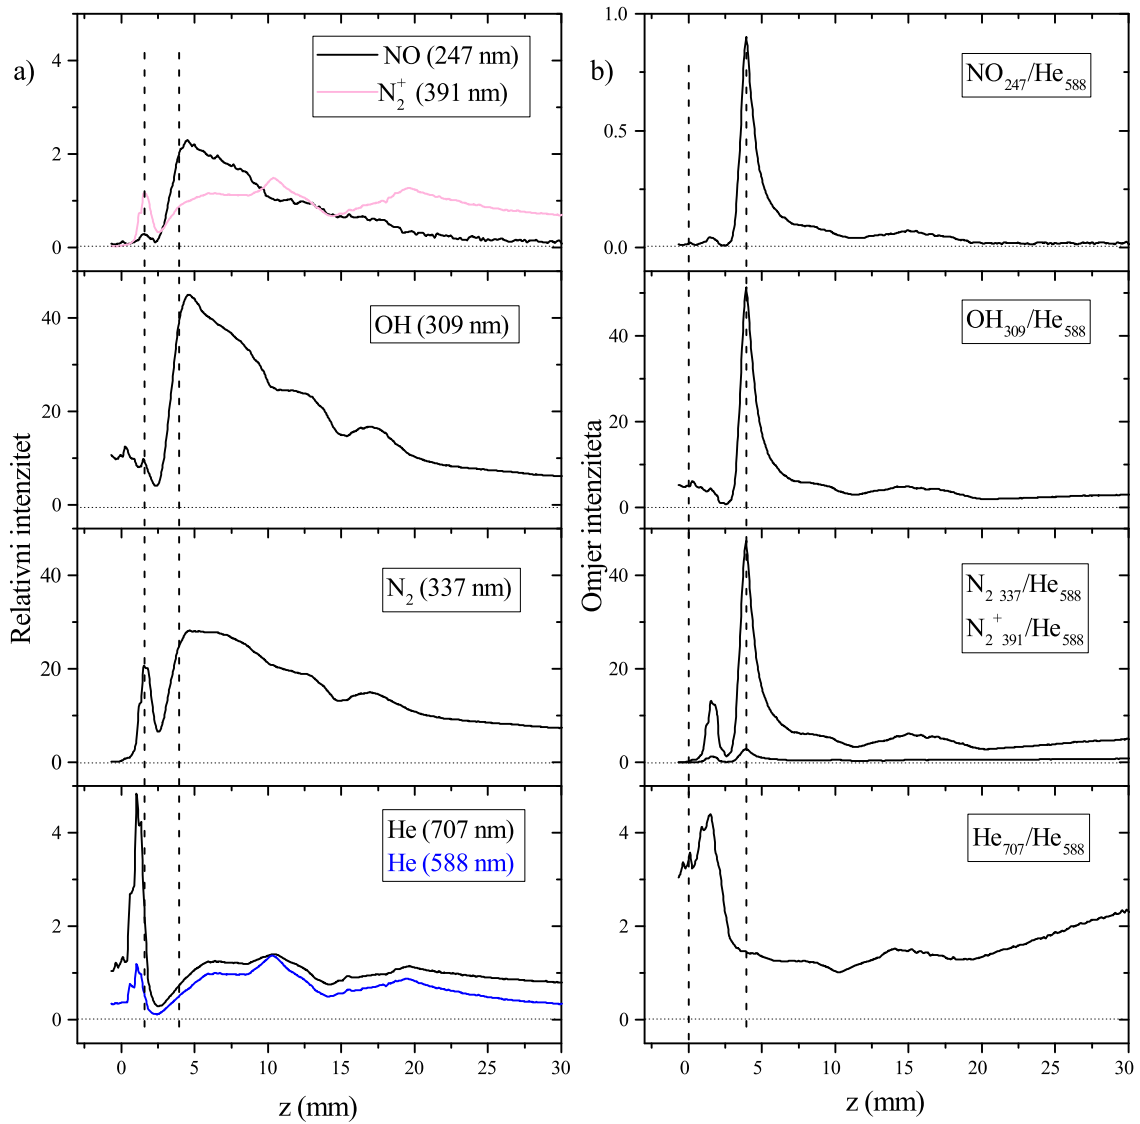 a)
Relativni intenzitet
NO (247 nm)
N₂⁺ (391 nm)
4
2
0
OH (309 nm)
40
20
0
N₂ (337 nm)
40
20
0
He (707 nm)
He (588 nm)
4
2
0
0 5 10 15 20 25 30
z (mm)
b)
Omjer intenziteta
NO₂₄₇/He₅₈₈
1.0
0.5
0.0
OH₃₀₉/He₅₈₈
40
20
0
N₂ ₃₃₇/He₅₈₈
N₂⁺₃₉₁/He₅₈₈
40
20
0
He₇₀₇/He₅₈₈
4
2
0
0 5 10 15 20 25 30
z (mm)